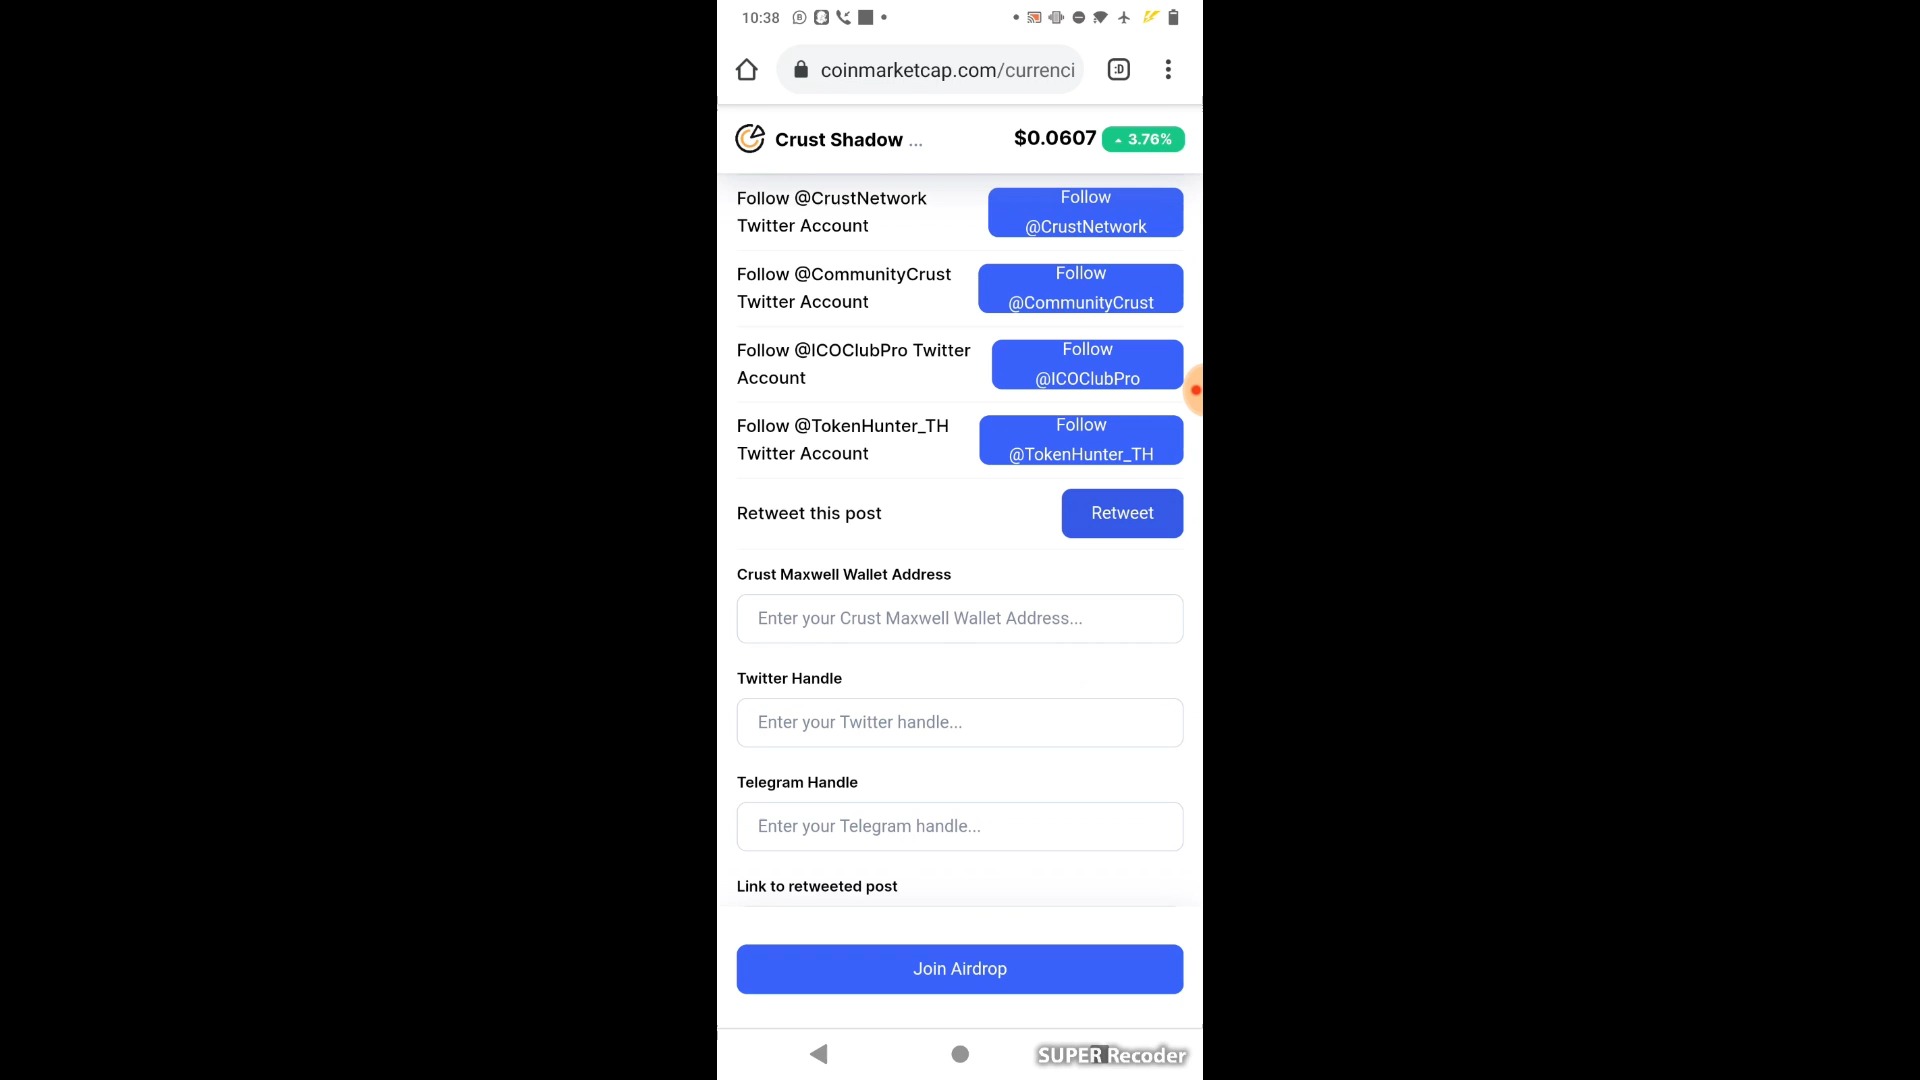 10:38
coinmarketcap.com/currenci
:D
Crust Shadow ...
$0.0607
3.76%
Follow @CrustNetwork
Twitter Account
Follow
@CrustNetwork
Follow @CommunityCrust
Twitter Account
Follow
@CommunityCrust
Follow @ICOClubPro Twitter
Account
Follow
@ICOClubPro
Follow @TokenHunter_TH
Twitter Account
Follow
@TokenHunter_TH
Retweet this post
Retweet
Crust Maxwell Wallet Address
Enter your Crust Maxwell Wallet Address...
Twitter Handle
Enter your Twitter handle...
Telegram Handle
Enter your Telegram handle...
Link to retweeted post
Join Airdrop
SUPER Recoder